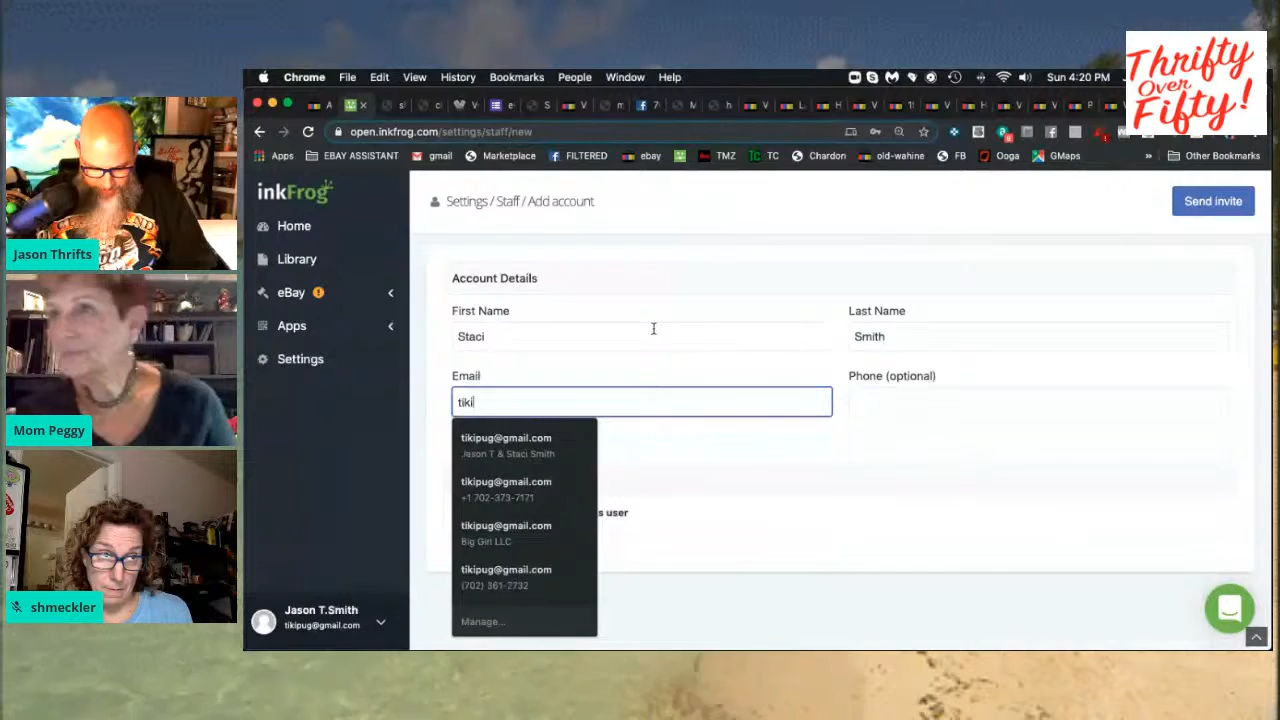 Thrifty
Over
Fifty!
Chrome File Edit View History Bookmarks People Window Help
Sun 4:20 PM
open.inkfrog.com/settings/staff/new
Apps EBAY ASSISTANT gmail Marketplace FILTERED ebay TMZ TC Chardon old-wahine FB Ooga GMaps » Other Bookmarks
inkFrog
Settings / Staff / Add account
Send invite
Home
Library
eBay
Apps
Settings
Account Details
First Name
Last Name
Staci
Smith
Email
Phone (optional)
tiki
tikipug@gmail.com
Jason T & Staci Smith
tikipug@gmail.com
+1 702-373-7171
s user
tikipug@gmail.com
Big Girl LLC
tikipug@gmail.com
(702) 361-2732
Manage...
Jason T.Smith
tikipug@gmail.com
Jason Thrifts
Mom Peggy
shmeckler